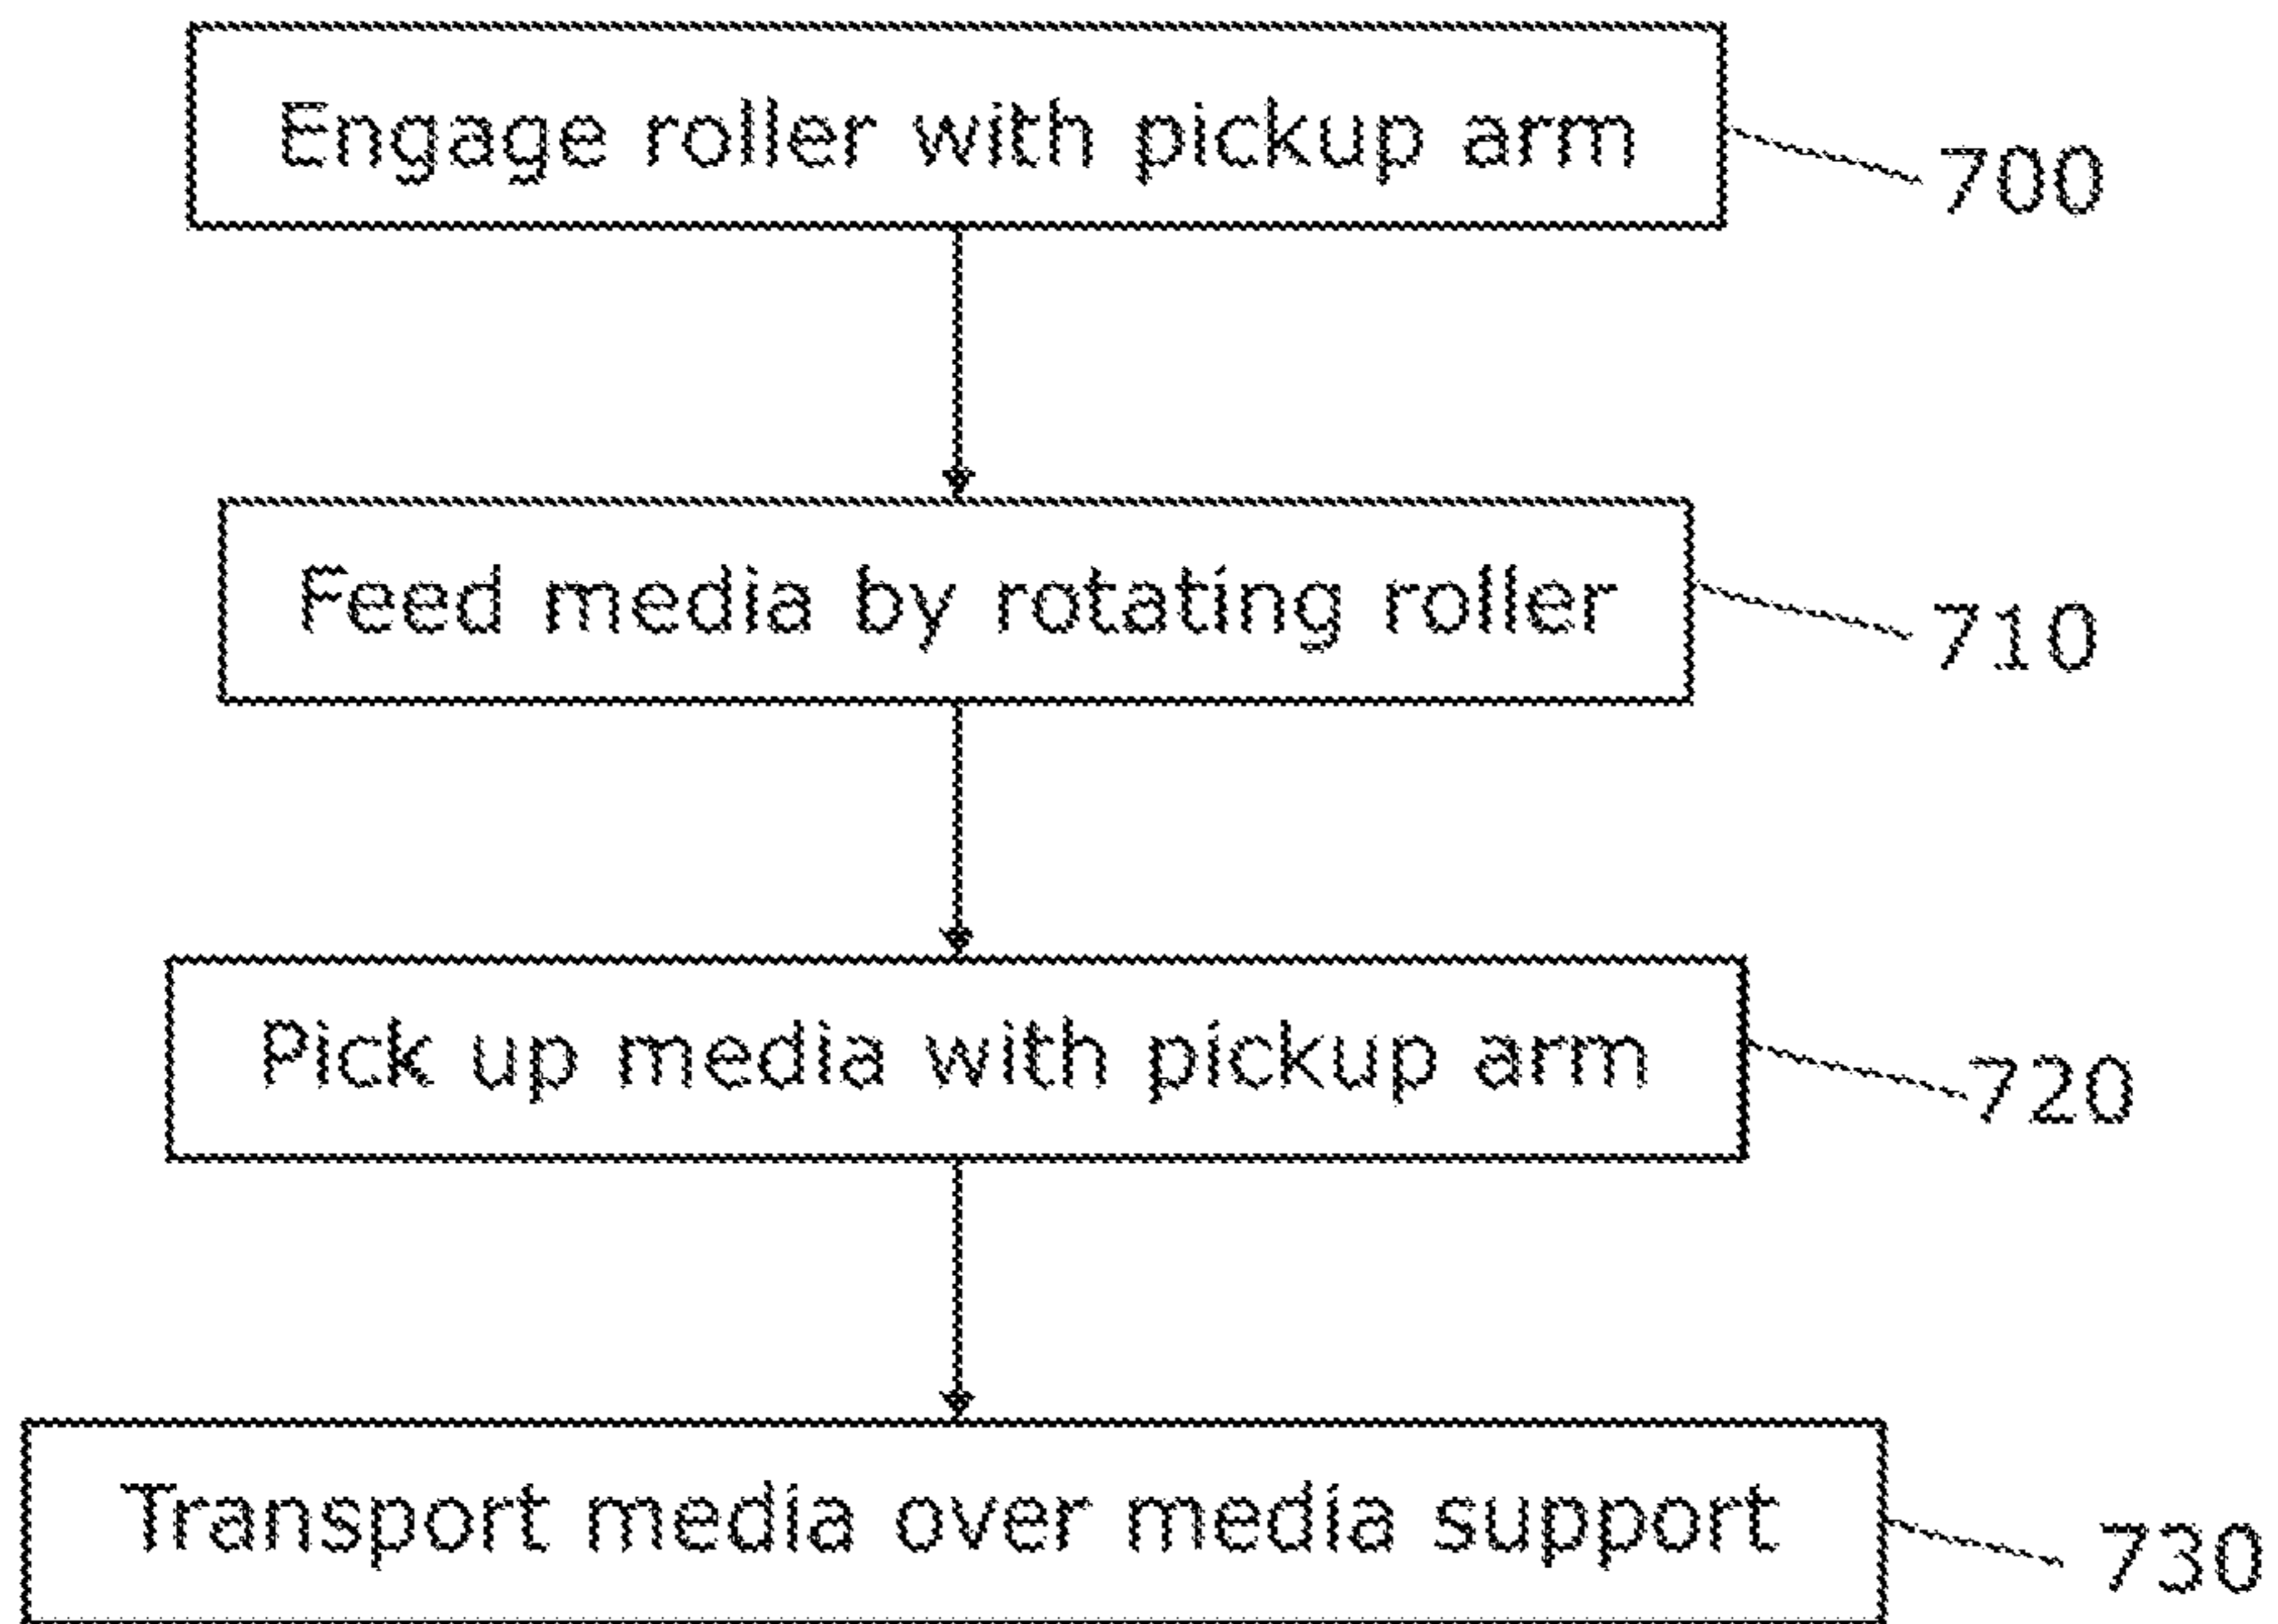 Engage roller with pickup arm
700
Feed media by rotating roller
710
Pick up media with pickup arm
720
Transport media over media support
730